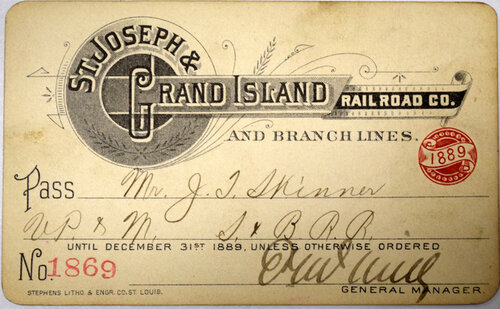 ST. JOSEPH &
GRAND ISLAND
RAIL ROAD CO.
AND BRANCH LINES.
1889
Pass Mr. J. T. Skinner
V.P. & M. S. & B. R.R.
UNTIL DECEMBER 31ST 1889, UNLESS OTHERWISE ORDERED
No. 1869
STEPHENS LITHO. & ENGR. CO. ST. LOUIS.
GENERAL MANAGER.